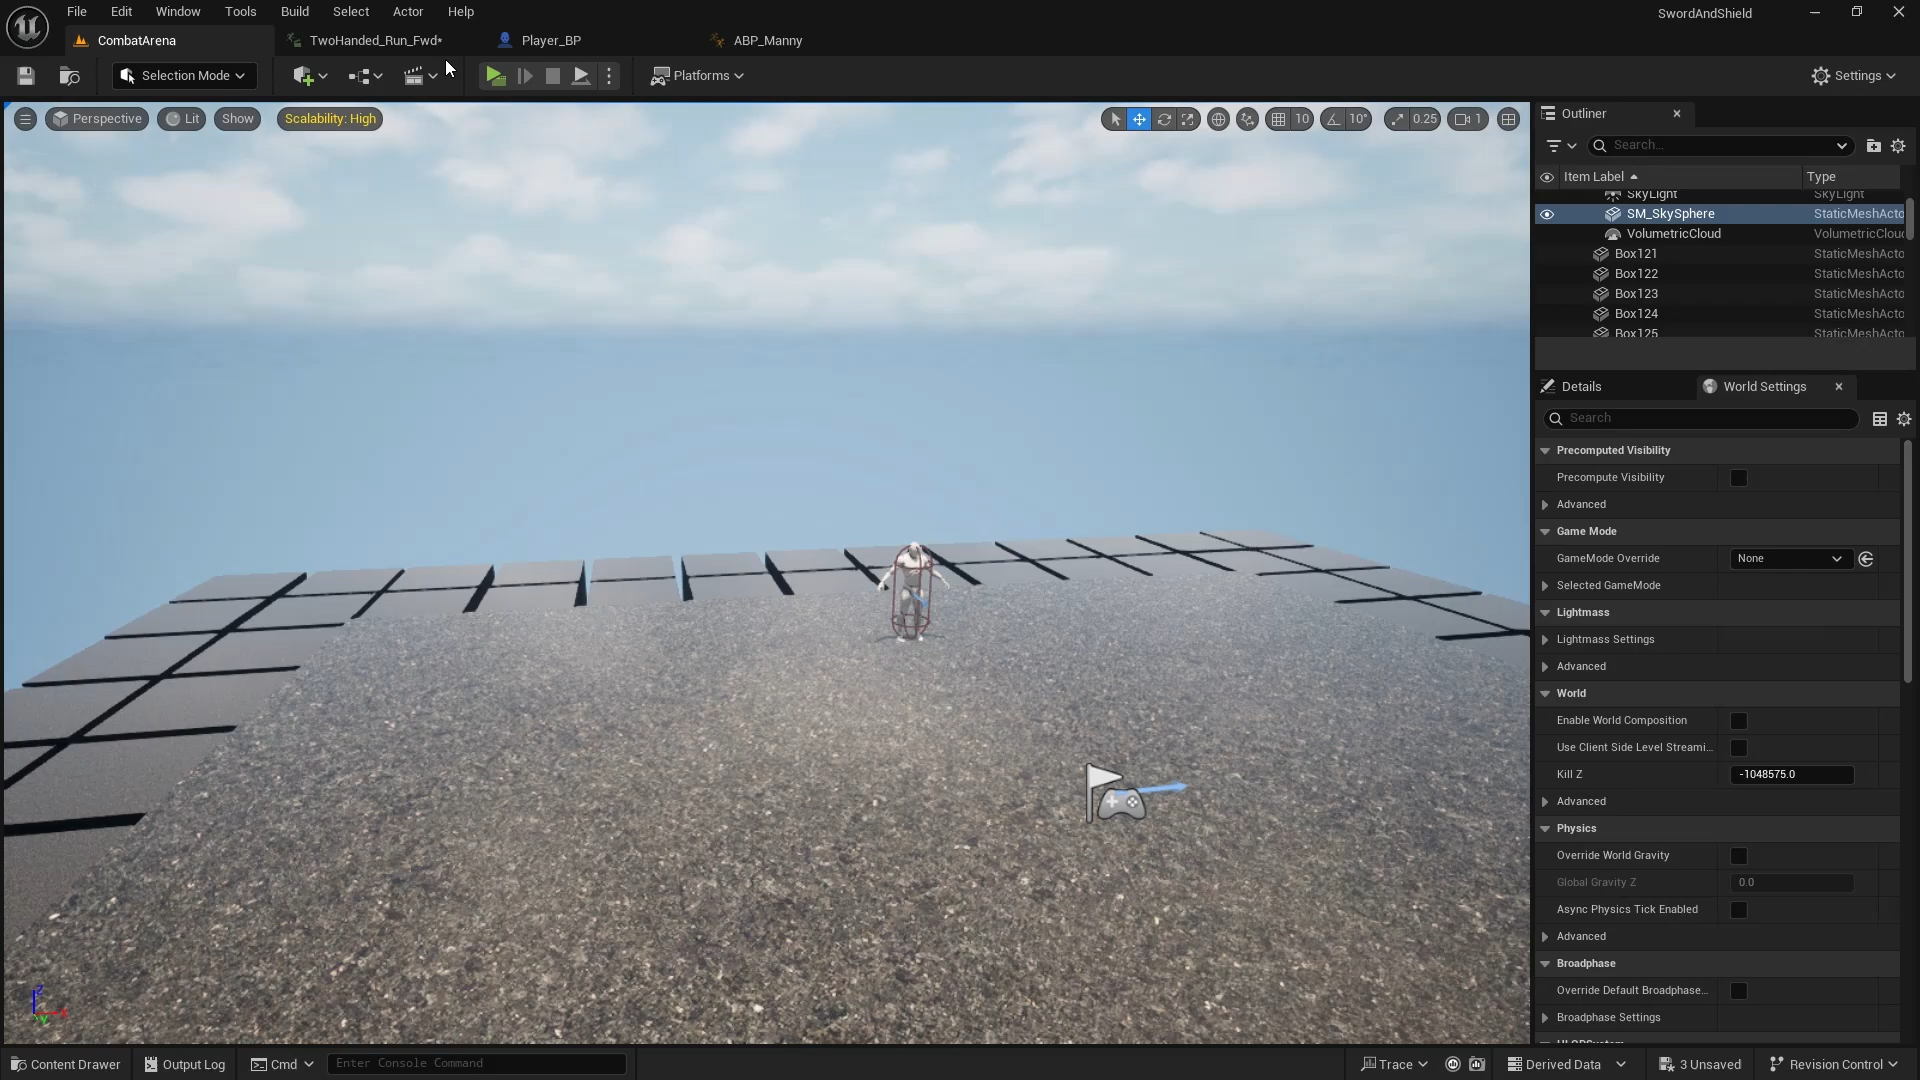 File Edit Window Tools Build Select Actor Help
SwordAndShield
CombatArena
TwoHanded_Run_Fwd*
Player_BP
ABP_Manny
Selection Mode
Platforms
Settings
Perspective
Lit
Show
Scalability: High
10
10°
0.25
1
Outliner
Search...
Item Label
Type
SkyLight SkyLight
SM_SkySphere StaticMeshActo
VolumetricCloud VolumetricCloud
Box121 StaticMeshActo
Box122 StaticMeshActo
Box123 StaticMeshActo
Box124 StaticMeshActo
Box125 StaticMeshActo
Details
World Settings
Search
Precomputed Visibility
Precompute Visibility
Advanced
Game Mode
GameMode Override None
Selected GameMode
Lightmass
Lightmass Settings
Advanced
World
Enable World Composition
Use Client Side Level Streami...
Kill Z -1048575.0
Advanced
Physics
Override World Gravity
Global Gravity Z 0.0
Async Physics Tick Enabled
Advanced
Broadphase
Override Default Broadphase...
Broadphase Settings
Content Drawer
Output Log
Cmd
Enter Console Command
Trace
Derived Data
3 Unsaved
Revision Control